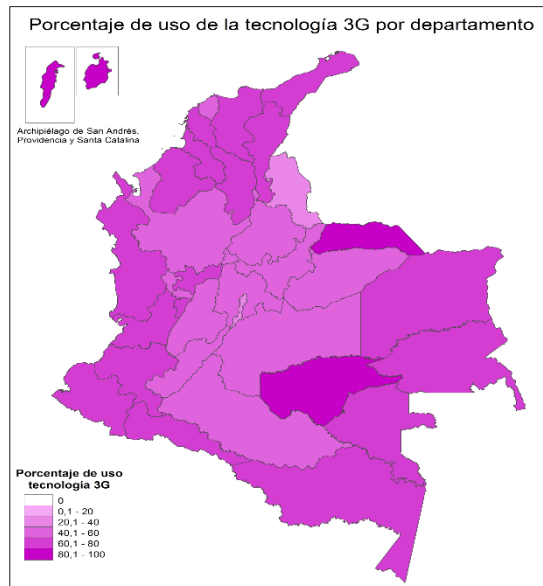 Porcentaje de uso de la tecnología 3G por departamento
Archipiélago de San Andrés,
Providencia y Santa Catalina
Porcentaje de uso
tecnología 3G
0
0,1 - 20
20,1 - 40
40,1 - 60
60,1 - 80
80,1 - 100